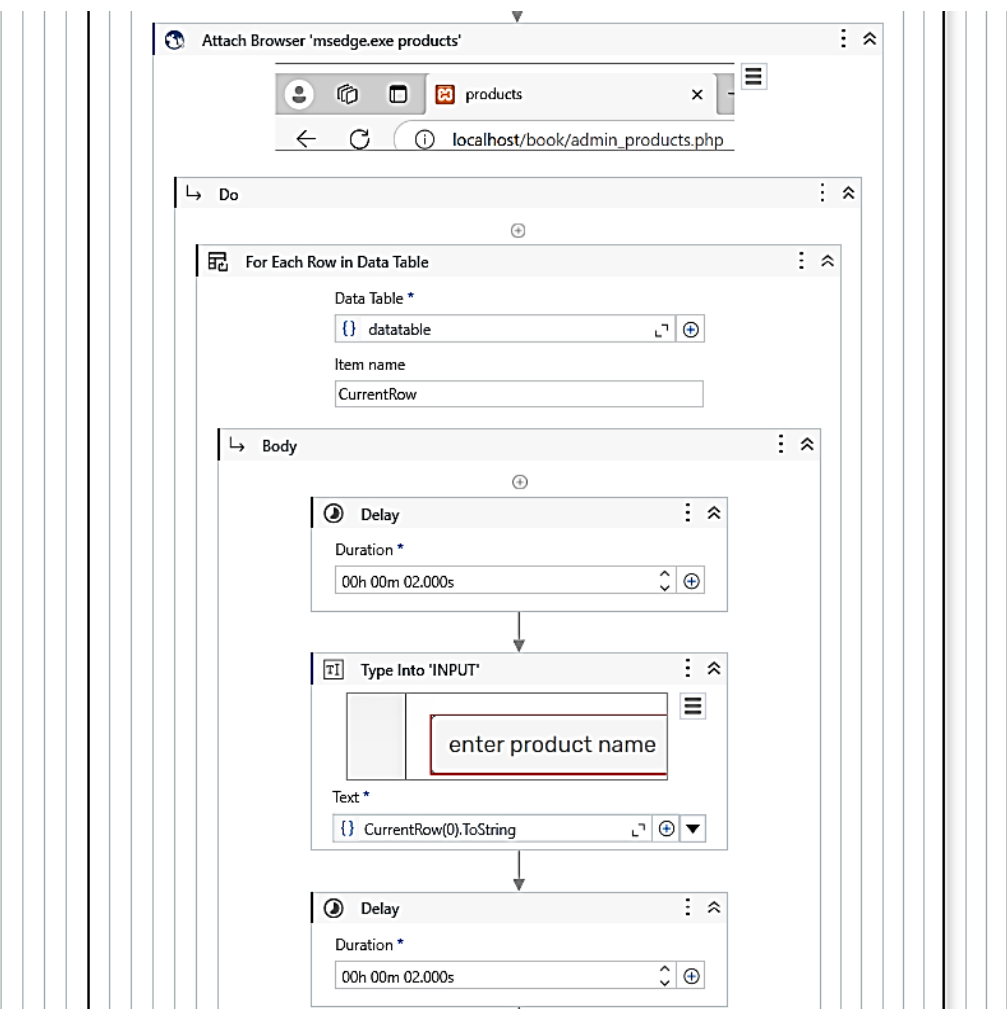 Attach Browser 'msedge.exe products'
products
localhost/book/admin_products.php
Do
For Each Row in Data Table
Data Table *
{} datatable
Item name
CurrentRow
Body
Delay
Duration *
00h 00m 02.000s
TI Type Into 'INPUT'
enter product name
Text *
{} CurrentRow(0).ToString
Delay
Duration *
00h 00m 02.000s